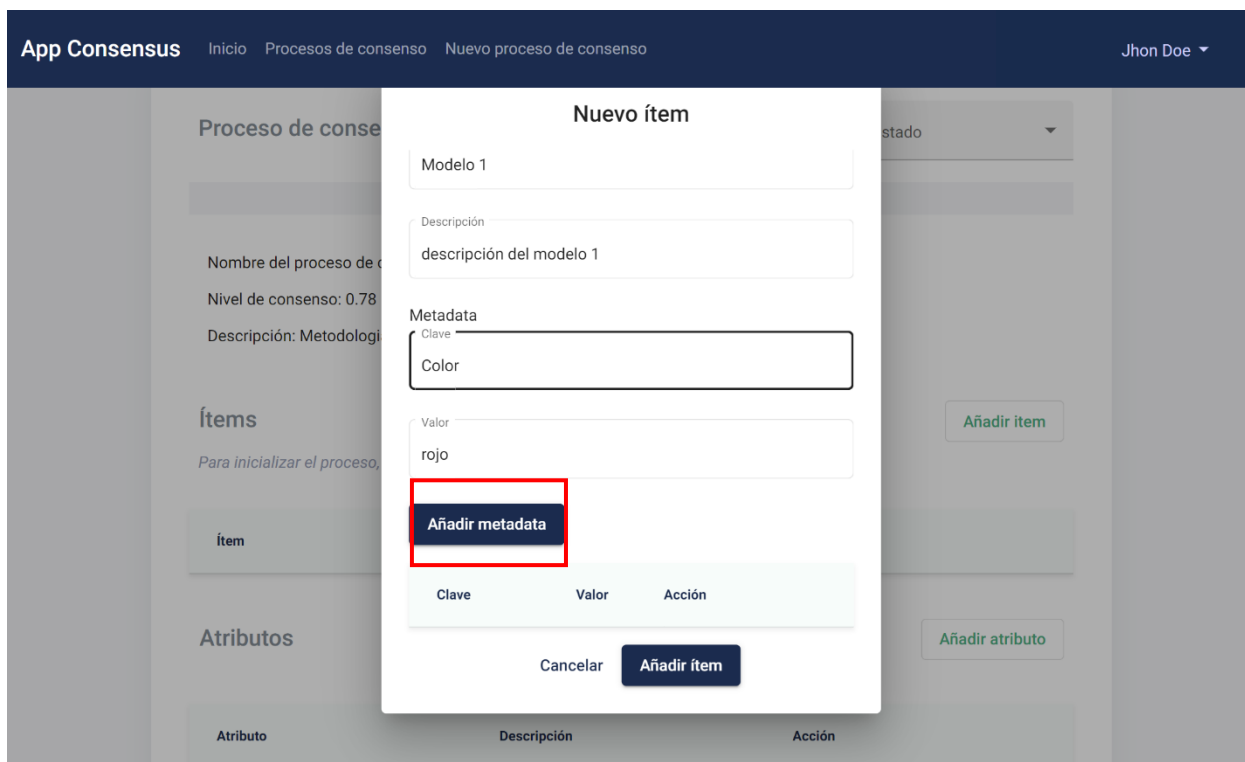 App Consensus Inicio Procesos de consenso Nuevo proceso de consenso Jhon Doe
Nuevo ítem
Proceso de conse
stado
Modelo 1
Descripción
descripción del modelo 1
Nombre del proceso de c
Nivel de consenso: 0.78
Descripción: Metodologi
Metadata
Clave
Color
Ítems
Añadir item
Para inicializar el proceso,
Valor
rojo
Añadir metadata
Ítem
Clave Valor Acción
Atributos
Añadir atributo
Cancelar Añadir ítem
Atributo Descripción Acción